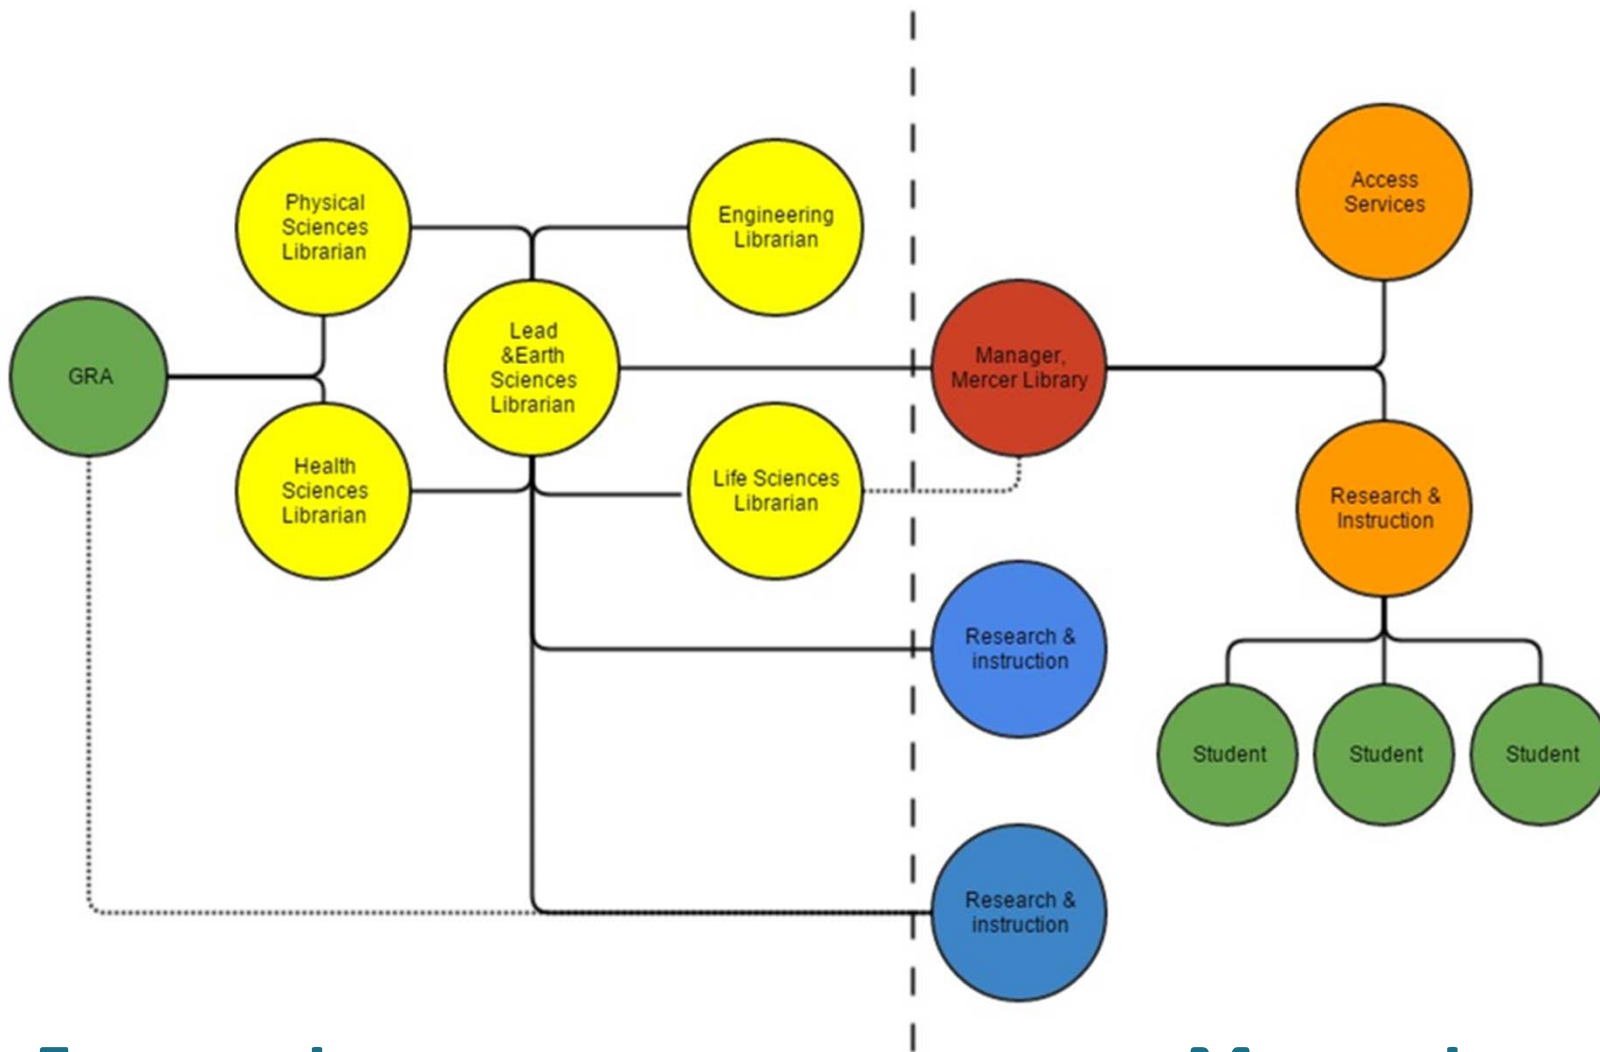 Access
Services
Physical
Sciences
Librarian
Engineering
Librarian
Lead
&Earth
Sciences
Librarian
Manager,
Mercer Library
GRA
Health
Sciences
Librarian
Life Sciences
Librarian
Research &
Instruction
Research &
instruction
Student
Student
Student
Research &
instruction